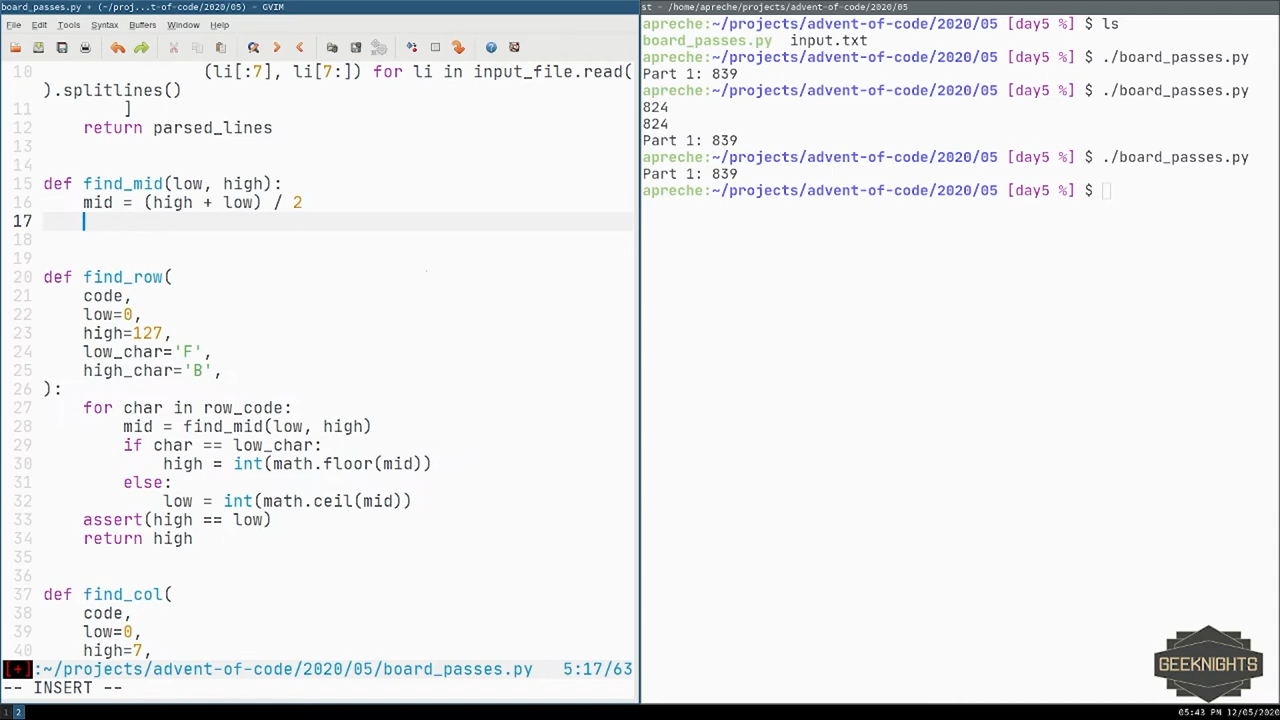 board_passes.py + (~/proj...t-of-code/2020/05) - GVIM
File Edit Tools Syntax Buffers Window Help
10 (li[:7], li[7:]) for li in input_file.read(
).splitlines()
11 ]
12 return parsed_lines
13
14
15 def find_mid(low, high):
16 mid = (high + low) / 2
17
18
19
20 def find_row(
21 code,
22 low=0,
23 high=127,
24 low_char='F',
25 high_char='B',
26 ):
27 for char in row_code:
28 mid = find_mid(low, high)
29 if char == low_char:
30 high = int(math.floor(mid))
31 else:
32 low = int(math.ceil(mid))
33 assert(high == low)
34 return high
35
36
37 def find_col(
38 code,
39 low=0,
40 high=7,
[+]:~/projects/advent-of-code/2020/05/board_passes.py 5:17/63
-- INSERT --
1 2
st - /home/apreche/projects/advent-of-code/2020/05
apreche:~/projects/advent-of-code/2020/05 [day5 %] $ ls
board_passes.py input.txt
apreche:~/projects/advent-of-code/2020/05 [day5 %] $ ./board_passes.py
Part 1: 839
apreche:~/projects/advent-of-code/2020/05 [day5 %] $ ./board_passes.py
824
824
Part 1: 839
apreche:~/projects/advent-of-code/2020/05 [day5 %] $ ./board_passes.py
Part 1: 839
apreche:~/projects/advent-of-code/2020/05 [day5 %] $
GEEKNIGHTS
05:43 PM 12/05/2020